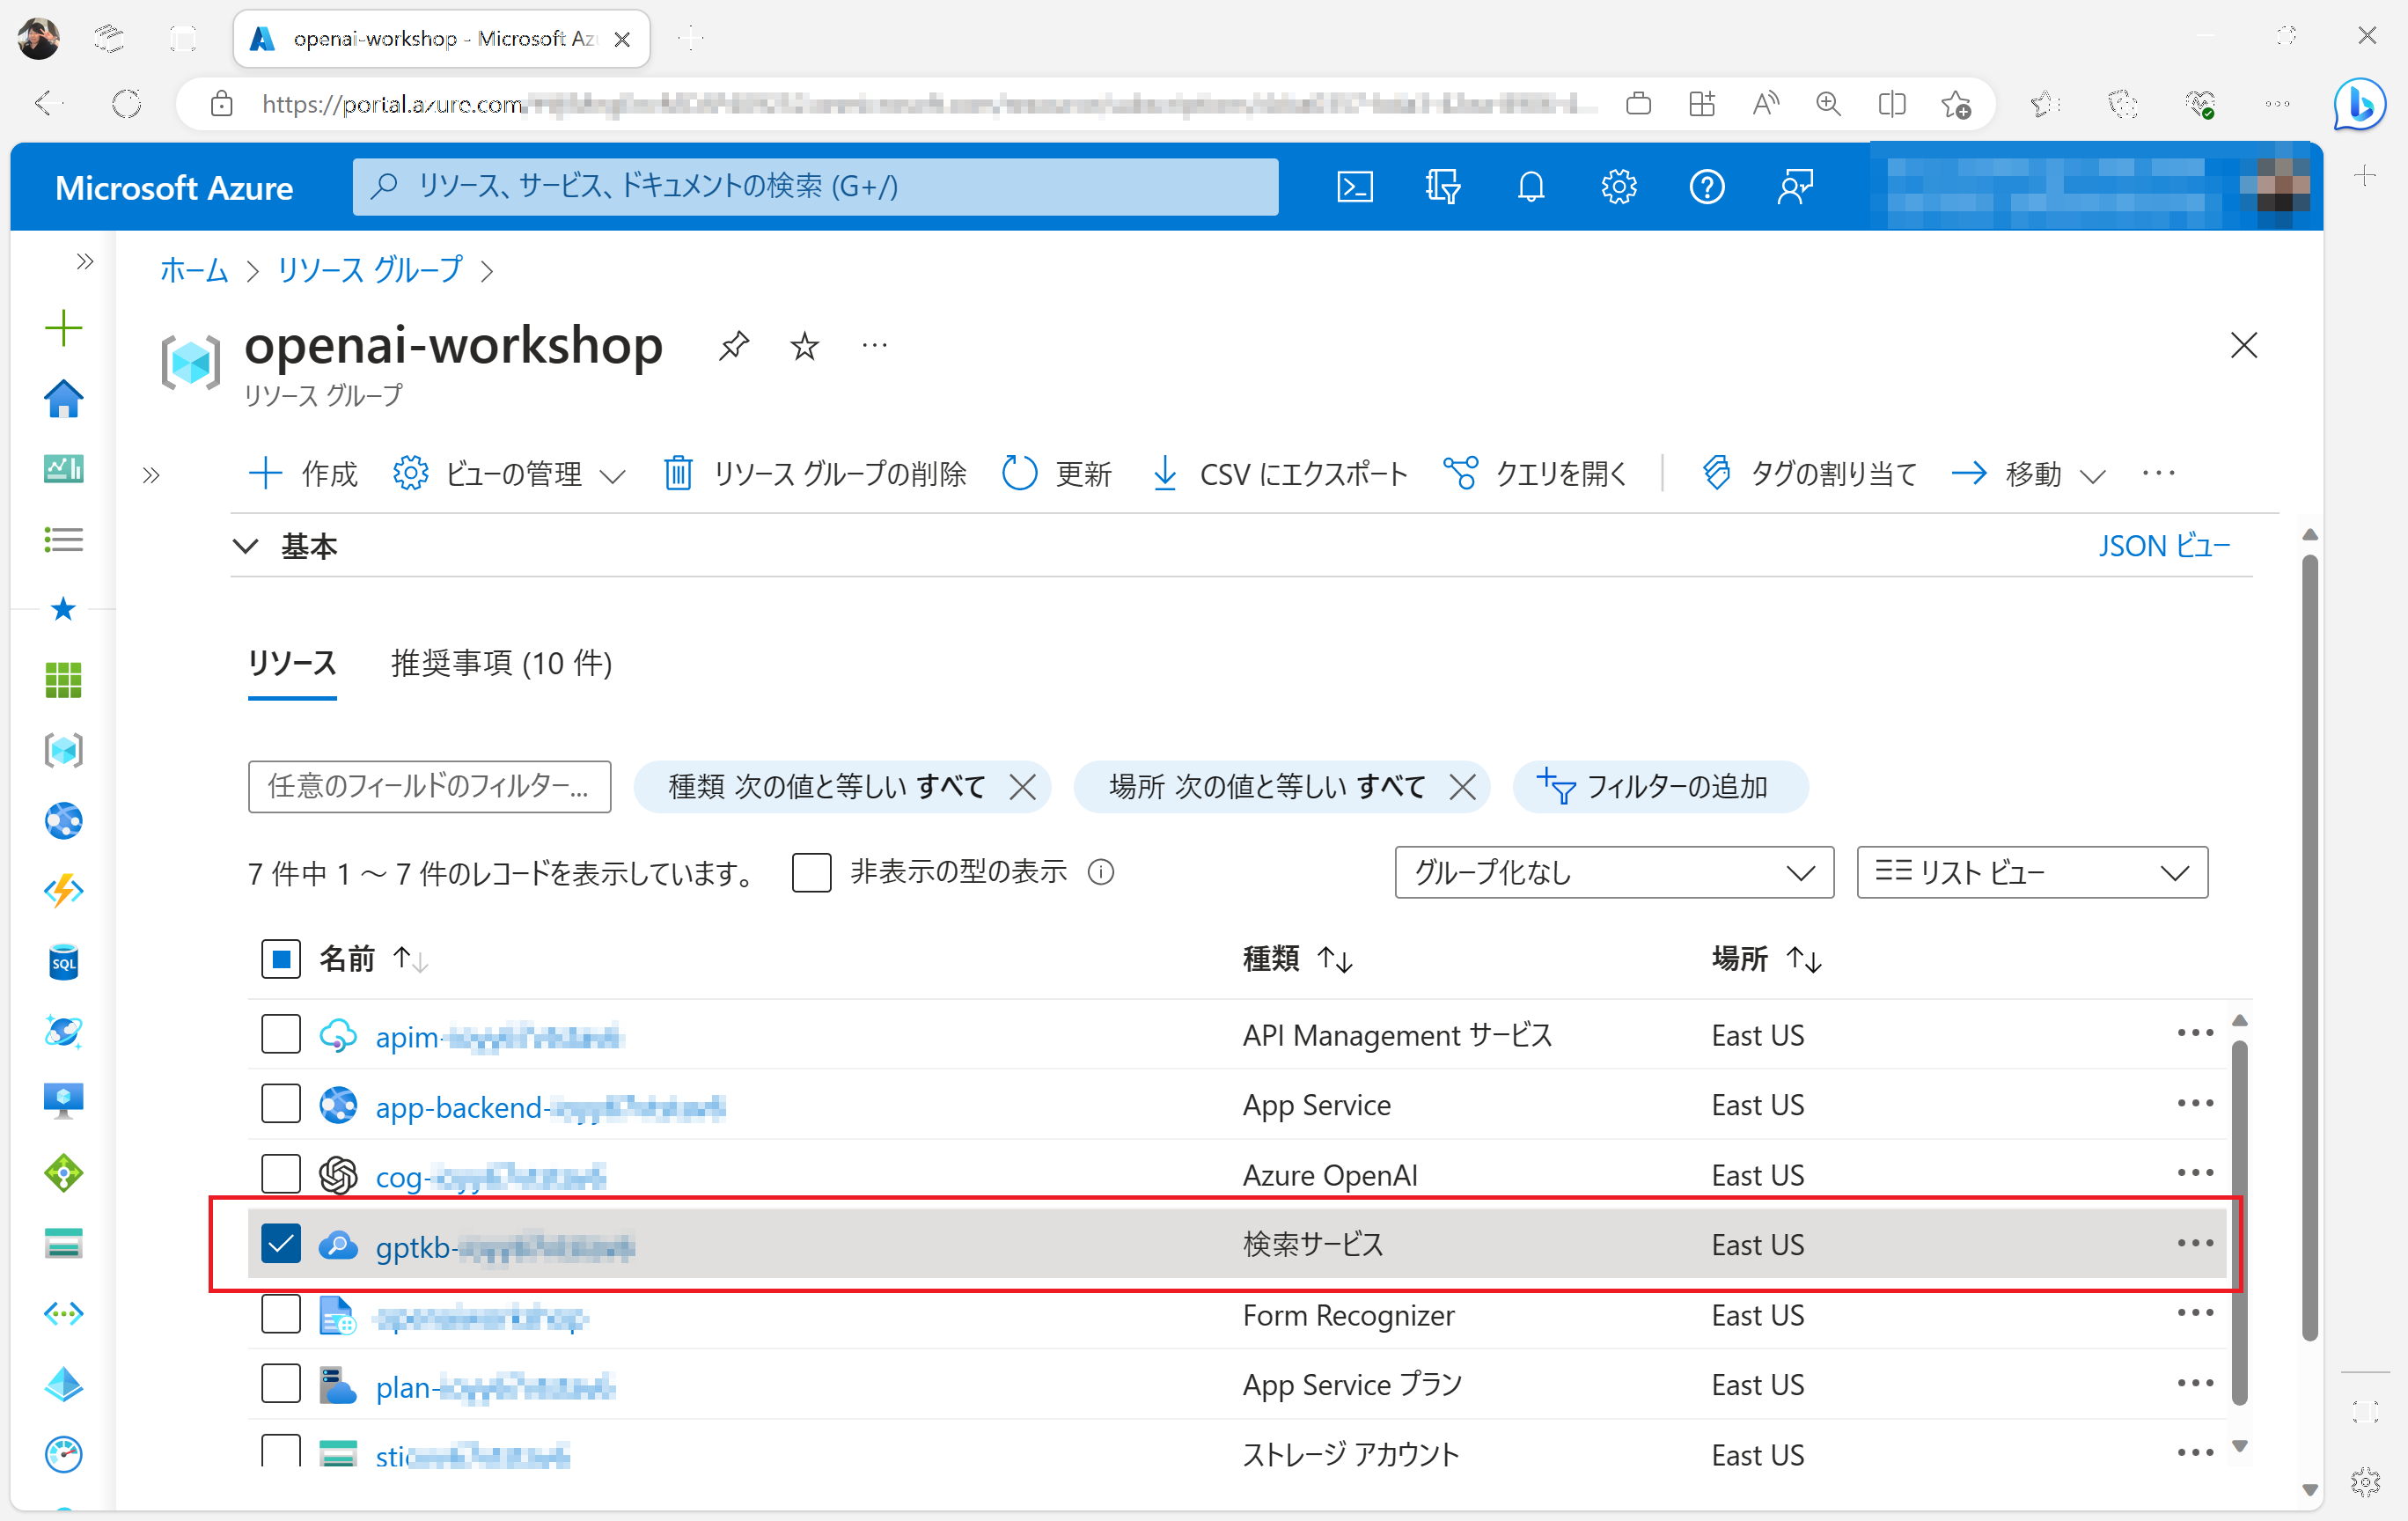 openai-workshop - Microsoft Az
https://portal.azure.com
Microsoft Azure
リソース、サービス、ドキュメントの検索 (G+/)
ホーム > リソース グループ >
openai-workshop
リソース グループ
作成 ビューの管理 リソース グループの削除 更新 CSV にエクスポート クエリを開く タグの割り当て 移動
基本 JSON ビュー
リソース 推奨事項 (10 件)
任意のフィールドのフィルター... 種類 次の値と等しい すべて 場所 次の値と等しい すべて フィルターの追加
7 件中 1 ～ 7 件のレコードを表示しています。 非表示の型の表示 グループ化なし リスト ビュー
名前 種類 場所
apim- API Management サービス East US
app-backend- App Service East US
cog- Azure OpenAI East US
gptkb- 検索サービス East US
Form Recognizer East US
plan- App Service プラン East US
ストレージ アカウント East US
SQL